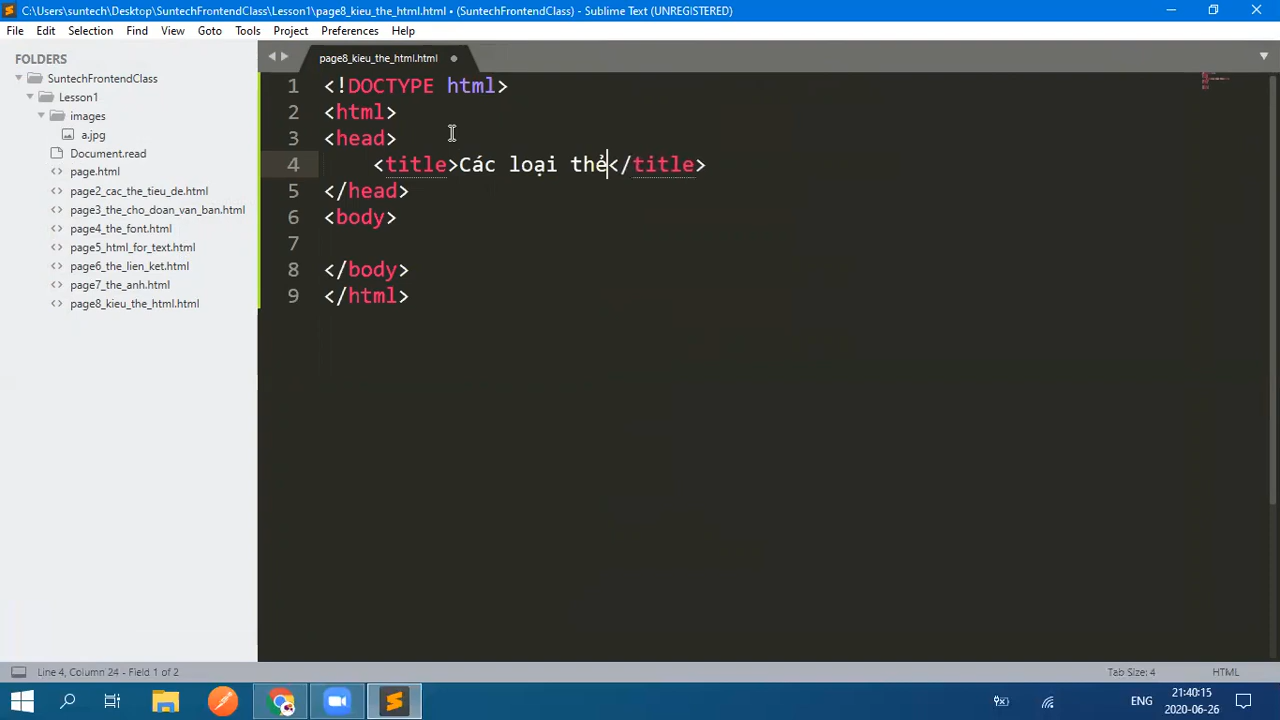 C:\Users\suntech\Desktop\SuntechFrontendClass\Lesson1\page8_kieu_the_html.html • (SuntechFrontendClass) - Sublime Text (UNREGISTERED)
File Edit Selection Find View Goto Tools Project Preferences Help
FOLDERS
SuntechFrontendClass
Lesson1
images
a.jpg
Document.read
page.html
page2_cac_the_tieu_de.html
page3_the_cho_doan_van_ban.html
page4_the_font.html
page5_html_for_text.html
page6_the_lien_ket.html
page7_the_anh.html
page8_kieu_the_html.html
page8_kieu_the_html.html
1 <!DOCTYPE html>
2 <html>
3 <head>
4 <title>Các loại thẻ</title>
5 </head>
6 <body>
7
8 </body>
9 </html>
Line 4, Column 24 - Field 1 of 2
Tab Size: 4
HTML
ENG
21:40:15
2020-06-26